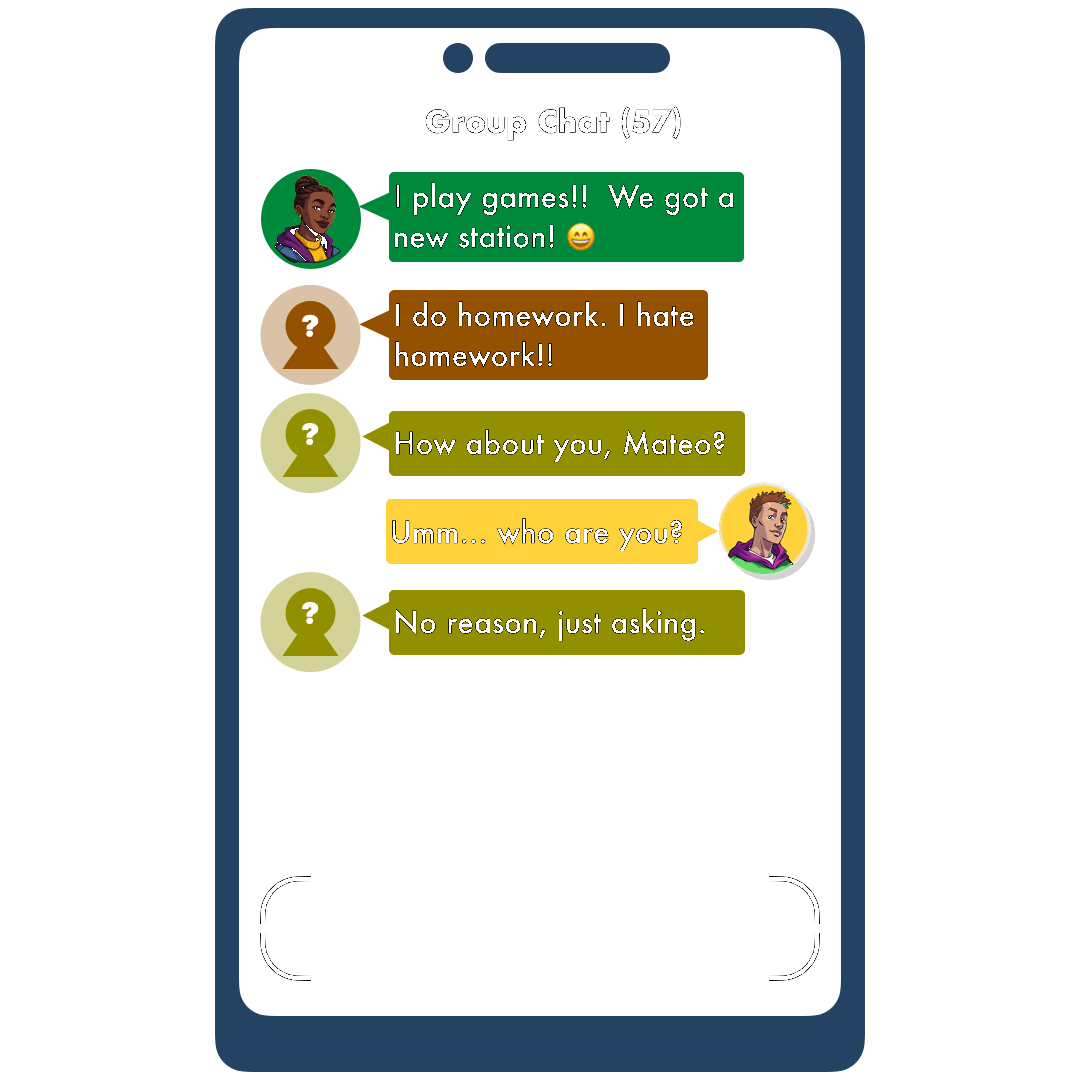 Group Chat (57)
I play games!! We got a
new station! 😄
?
I do homework. I hate
homework!!
?
How about you, Mateo?
Umm... who are you?
?
No reason, just asking.